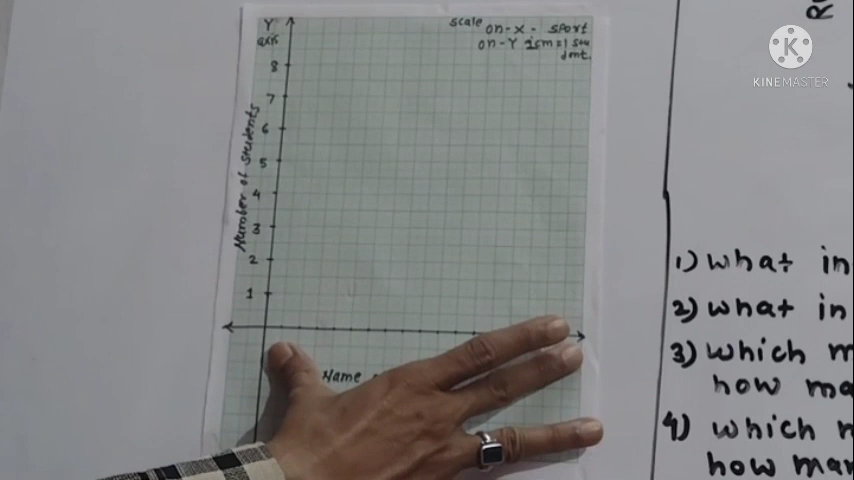 Y
axis
scale on-x - sport
on-Y 1cm=1 stu
dent.
8
7
6
5
4
3
2
1
Number of students
Name
KINEMASTER
1) what in
2) what in
3) which m
how ma
4) which
how man